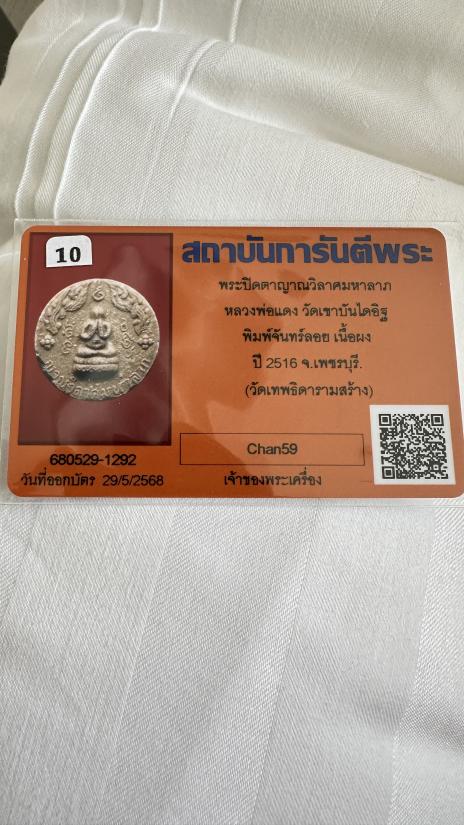 10
สถาบันการันตีพระ
พระปิดตาญาณวิลาศมหาลาภ
หลวงพ่อแดง วัดเขาบันไดอิฐ
พิมพ์จันทร์ลอย เนื้อผง
ปี 2516 จ.เพชรบุรี.
(วัดเทพธิดารามสร้าง)
680529-1292
วันที่ออกบัตร 29/5/2568
Chan59
เจ้าของพระเครื่อง